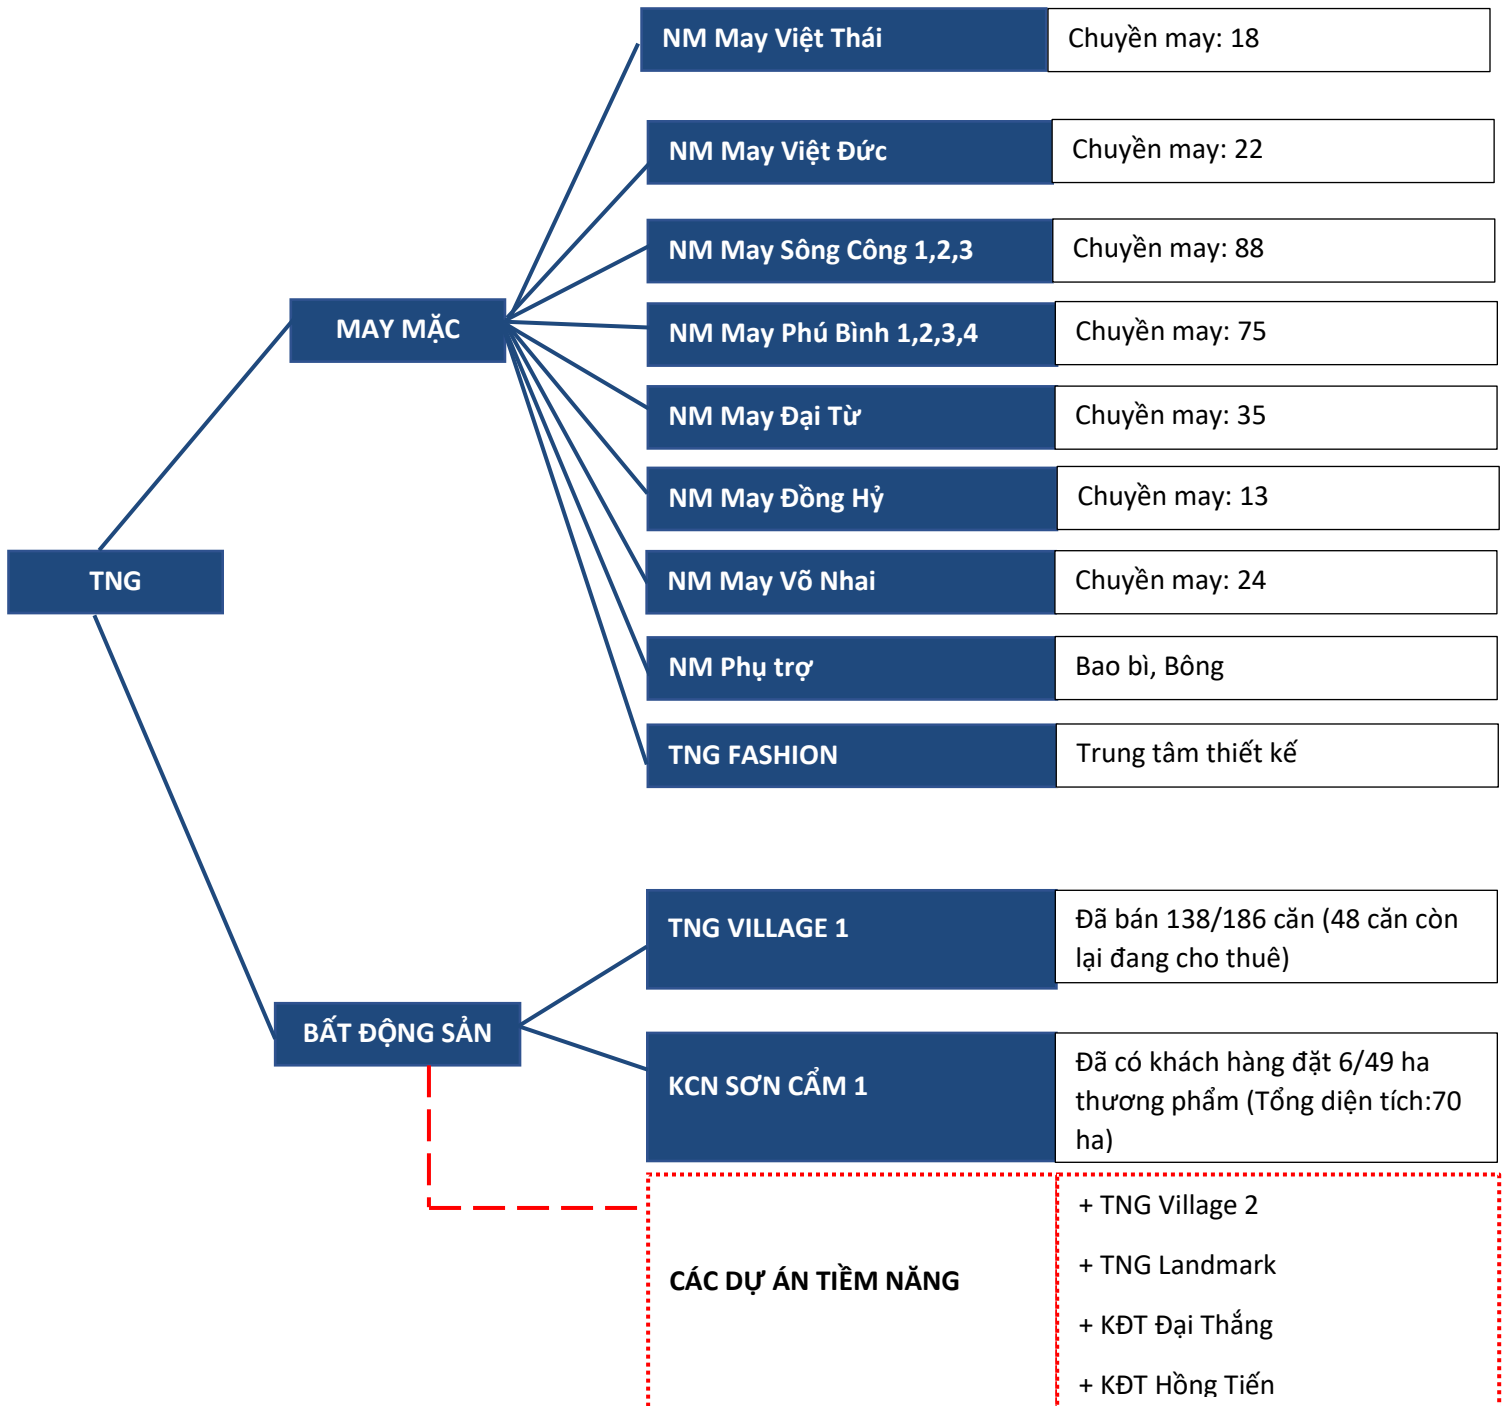 NM May Việt Thái
Chuyền may: 18
NM May Việt Đức
Chuyền may: 22
NM May Sông Công 1,2,3
Chuyền may: 88
MAY MẶC
NM May Phú Bình 1,2,3,4
Chuyền may: 75
NM May Đại Từ
Chuyền may: 35
NM May Đồng Hỷ
Chuyền may: 13
TNG
NM May Võ Nhai
Chuyền may: 24
NM Phụ trợ
Bao bì, Bông
TNG FASHION
Trung tâm thiết kế
TNG VILLAGE 1
Đã bán 138/186 căn (48 căn còn
lại đang cho thuê)
BẤT ĐỘNG SẢN
KCN SƠN CẨM 1
Đã có khách hàng đặt 6/49 ha
thương phẩm (Tổng diện tích:70
ha)
CÁC DỰ ÁN TIỀM NĂNG
+ TNG Village 2
+ TNG Landmark
+ KĐT Đại Thắng
+ KĐT Hồng Tiến